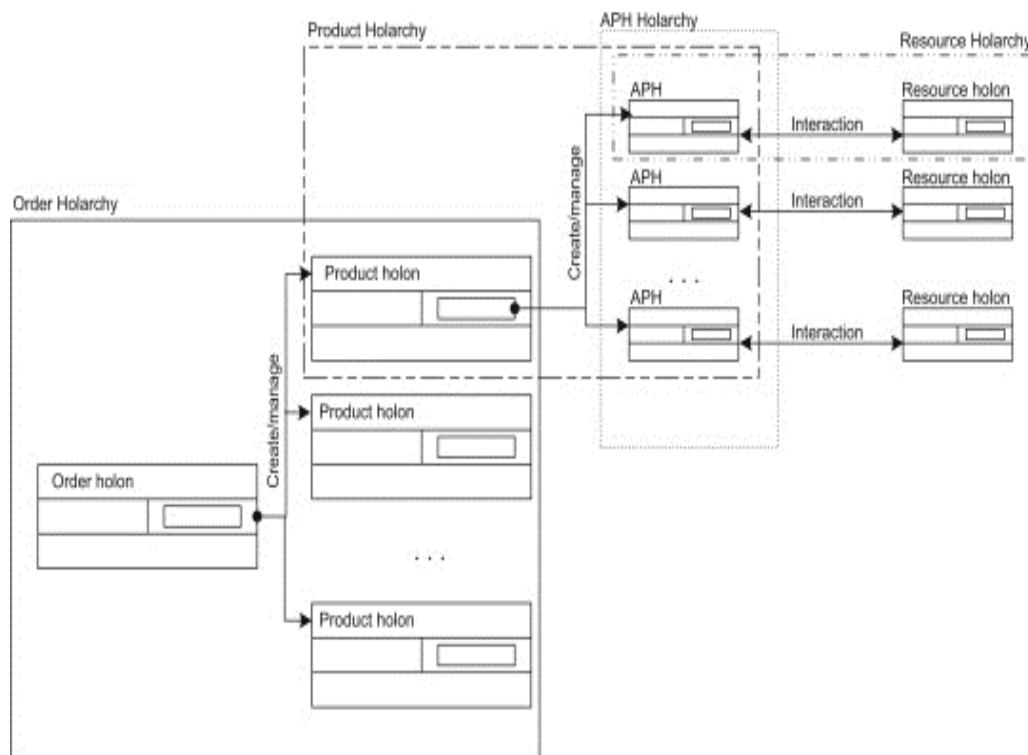 APH Holarchy
Product Holarchy
Resource Holarchy
APH
Resource holon
Interaction
APH
Resource holon
Interaction
Create/manage
Order Holarchy
Product holon
. . .
APH
Resource holon
Interaction
Create/manage
Product holon
Order holon
. . .
Product holon